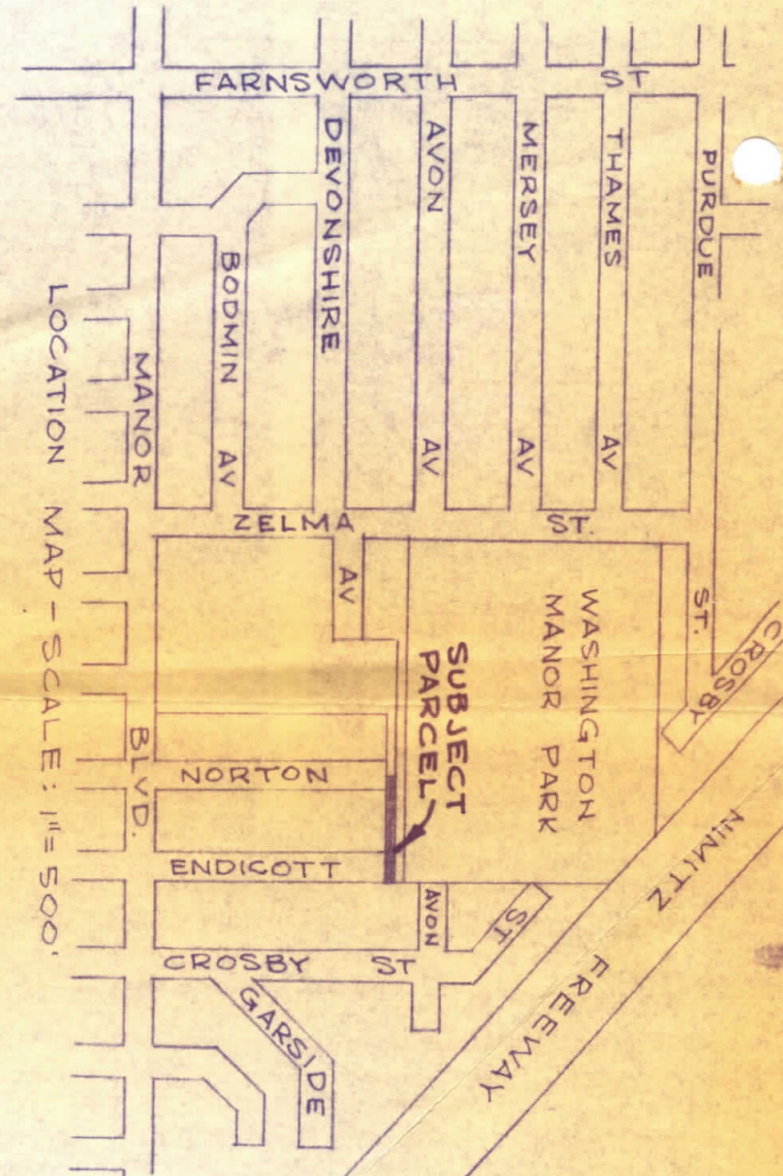 FARNSWORTH ST
DEVONSHIRE
AVON AV
MERSEY AV
THAMES AV
PURDUE ST.
BODMIN AV
MANOR BLVD.
ZELMA ST.
AV
WASHINGTON
MANOR PARK
CROSBY
SUBJECT
PARCEL
NORTON
ENDICOTT
AVON
ST
CROSBY ST
GARSIDE
NIMITZ FREEWAY
LOCATION MAP - SCALE: 1"= 500'